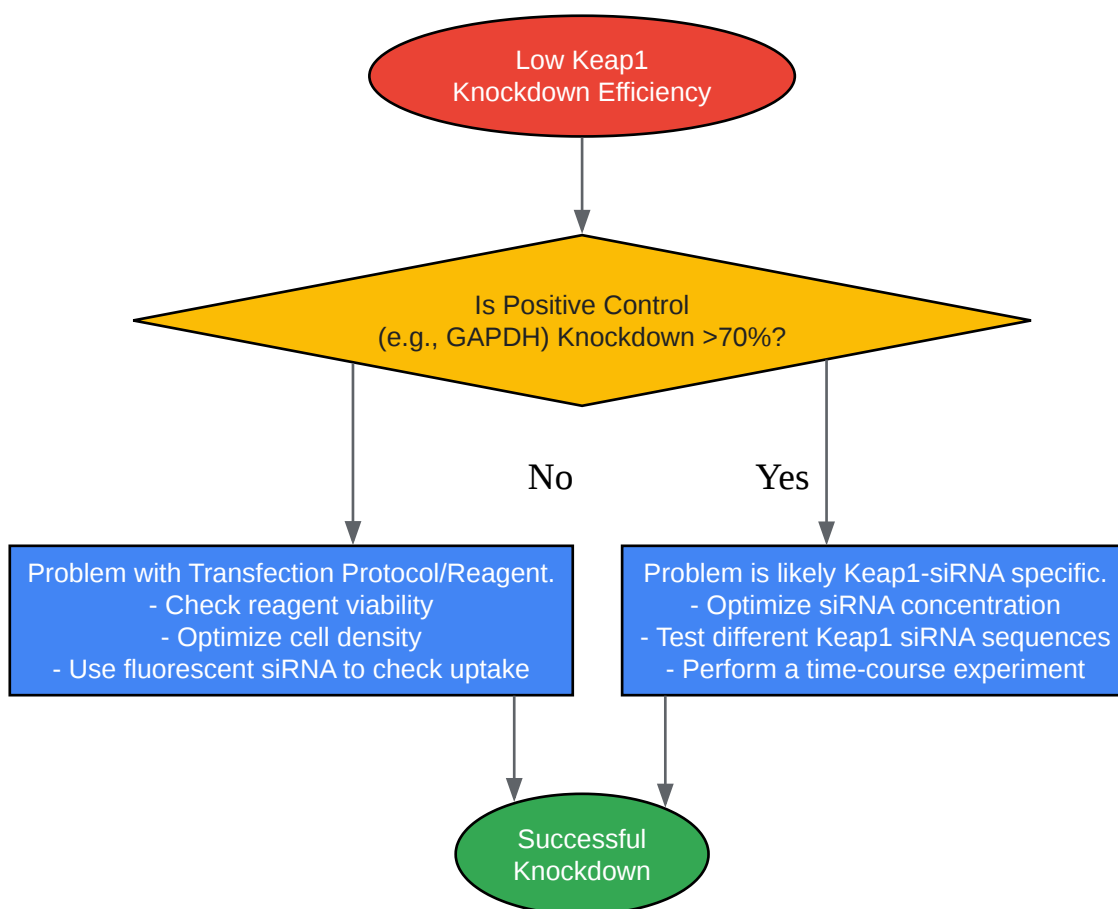 Low Keap1
Knockdown Efficiency
Is Positive Control
(e.g., GAPDH) Knockdown >70%?
No
Yes
Problem with Transfection Protocol/Reagent.
- Check reagent viability
- Optimize cell density
- Use fluorescent siRNA to check uptake
Problem is likely Keap1-siRNA specific.
- Optimize siRNA concentration
- Test different Keap1 siRNA sequences
- Perform a time-course experiment
Successful
Knockdown